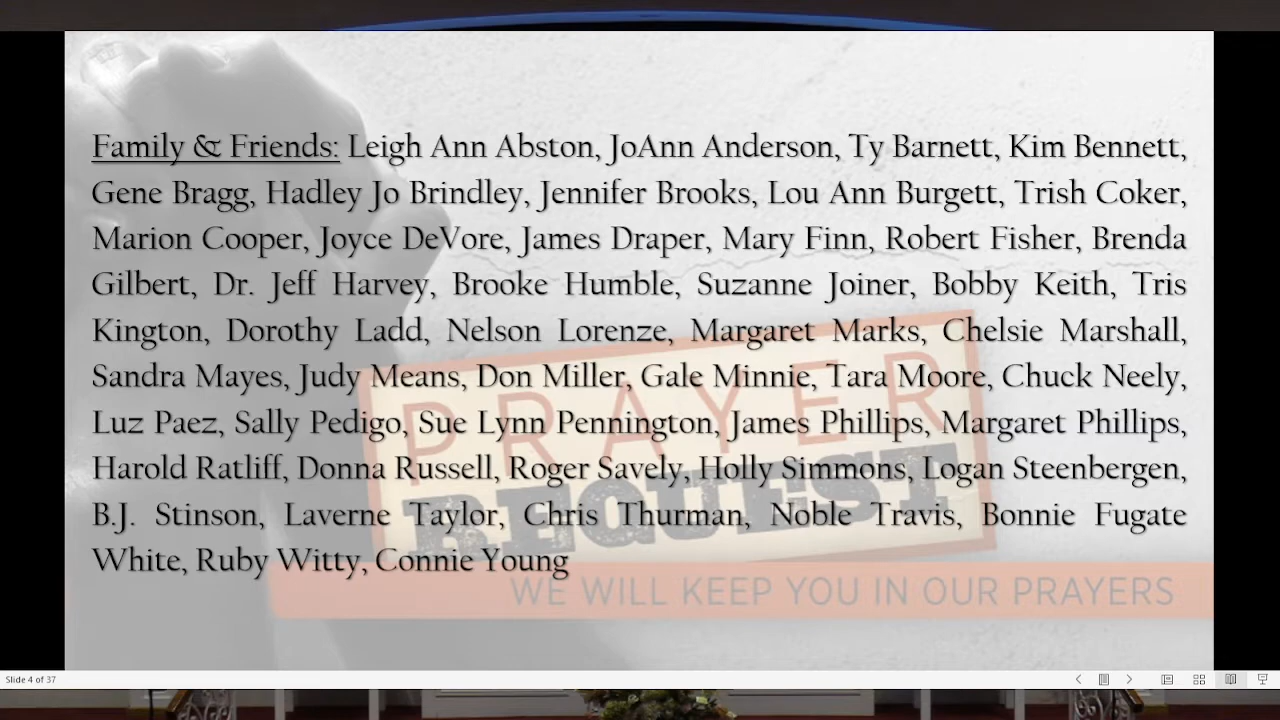 Family & Friends: Leigh Ann Abston, JoAnn Anderson, Ty Barnett, Kim Bennett,
Gene Bragg, Hadley Jo Brindley, Jennifer Brooks, Lou Ann Burgett, Trish Coker,
Marion Cooper, Joyce DeVore, James Draper, Mary Finn, Robert Fisher, Brenda
Gilbert, Dr. Jeff Harvey, Brooke Humble, Suzanne Joiner, Bobby Keith, Tris
Kington, Dorothy Ladd, Nelson Lorenze, Margaret Marks, Chelsie Marshall,
Sandra Mayes, Judy Means, Don Miller, Gale Minnie, Tara Moore, Chuck Neely,
Luz Paez, Sally Pedigo, Sue Lynn Pennington, James Phillips, Margaret Phillips,
Harold Ratliff, Donna Russell, Roger Savely, Holly Simmons, Logan Steenbergen,
B.J. Stinson, Laverne Taylor, Chris Thurman, Noble Travis, Bonnie Fugate
White, Ruby Witty, Connie Young
PRAYER
REQUEST
WE WILL KEEP YOU IN OUR PRAYERS
Slide 4 of 37